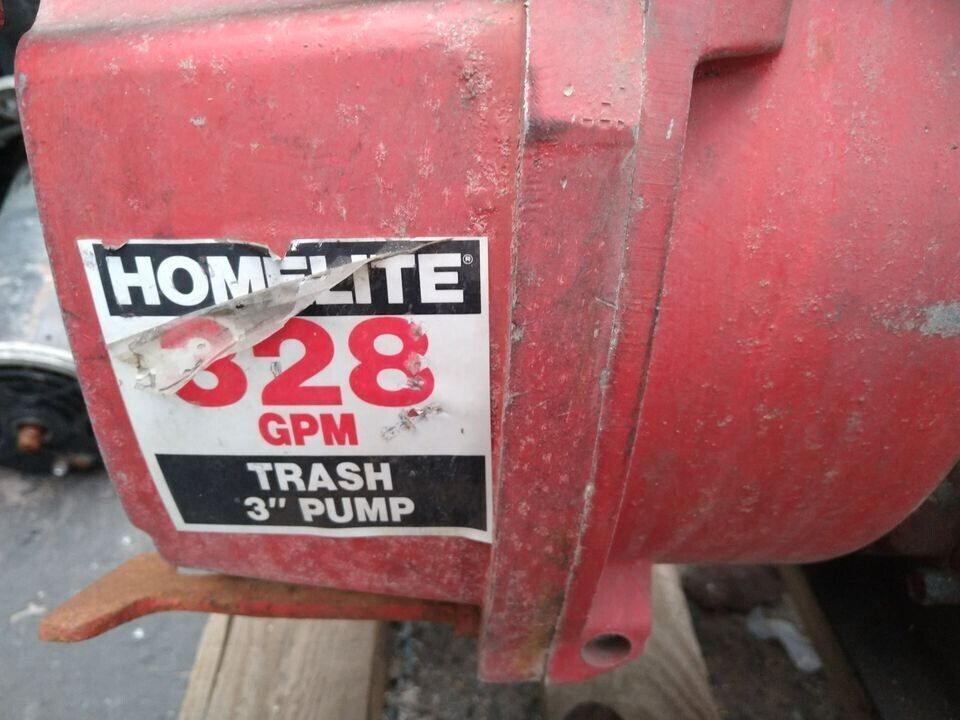 HOMELITE®
328
GPM
TRASH
3" PUMP